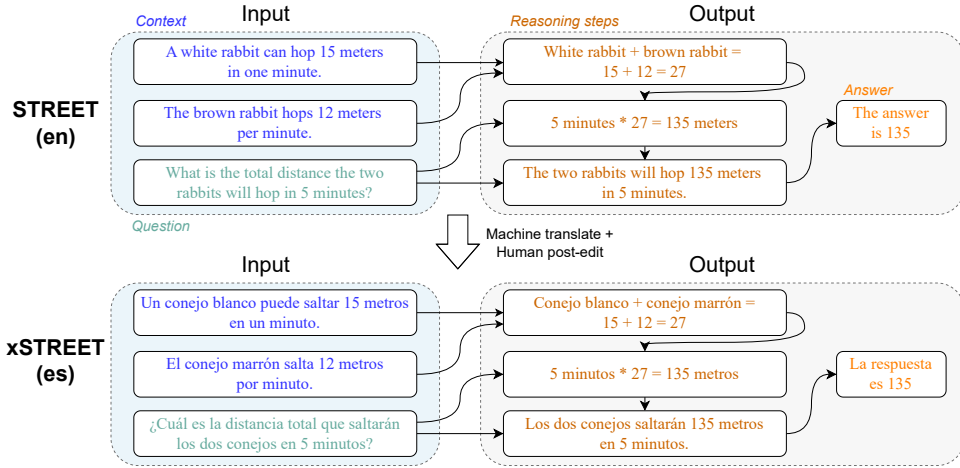 Input
Output
Context
Reasoning steps
STREET
(en)
A white rabbit can hop 15 meters
in one minute.
The brown rabbit hops 12 meters
per minute.
What is the total distance the two
rabbits will hop in 5 minutes?
White rabbit + brown rabbit =
15 + 12 = 27
5 minutes * 27 = 135 meters
The two rabbits will hop 135 meters
in 5 minutes.
Answer
The answer
is 135
Question
Machine translate +
Human post-edit
Input
Output
xSTREET
(es)
Un conejo blanco puede saltar 15 metros
en un minuto.
El conejo marrón salta 12 metros
por minuto.
¿Cuál es la distancia total que saltarán
los dos conejos en 5 minutos?
Conejo blanco + conejo marrón =
15 + 12 = 27
5 minutos * 27 = 135 metros
Los dos conejos saltarán 135 metros
en 5 minutos.
La respuesta
es 135